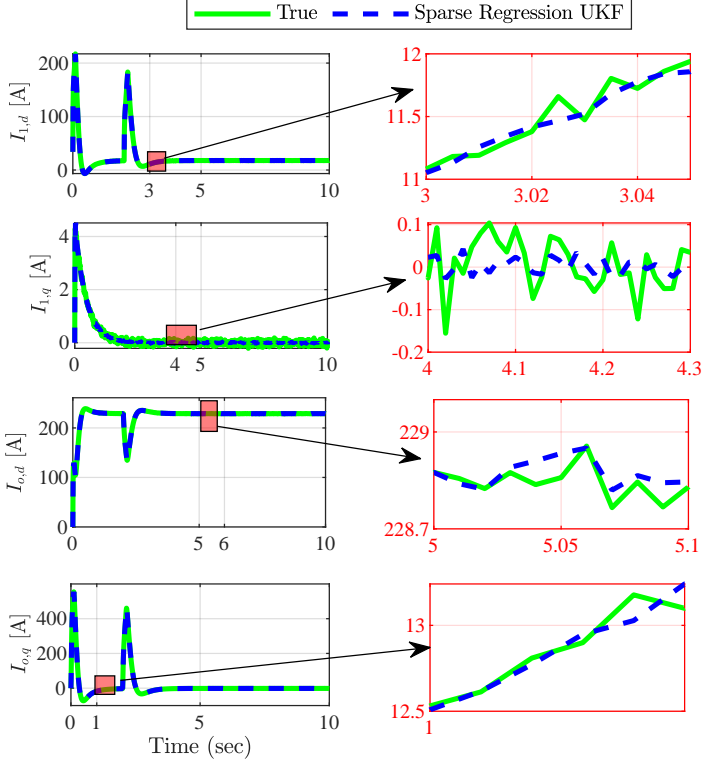 True Sparse Regression UKF
I1,d [A]
200
100
0
0 3 5 10
12
11.5
11
3 3.02 3.04
I1,q [A]
4
2
0
0 4 5 10
0.1
0
-0.1
-0.2
4 4.1 4.2 4.3
Io,d [A]
200
100
0
0 5 6 10
229
228.7
5 5.05 5.1
Io,q [A]
400
200
0
0 1 5 10
Time (sec)
13
12.5
1